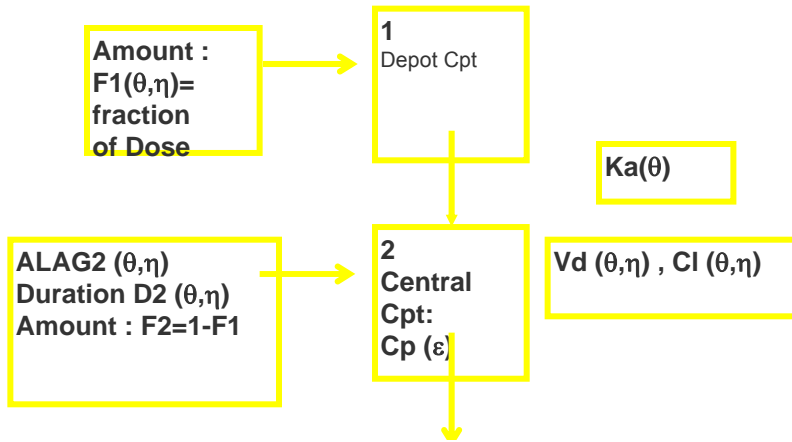 Amount :
F1(θ,η)=
fraction
of Dose
1
Depot Cpt
Ka(θ)
ALAG2 (θ,η)
Duration D2 (θ,η)
Amount : F2=1-F1
2
Central
Cpt:
Cp (ε)
Vd (θ,η) , Cl (θ,η)